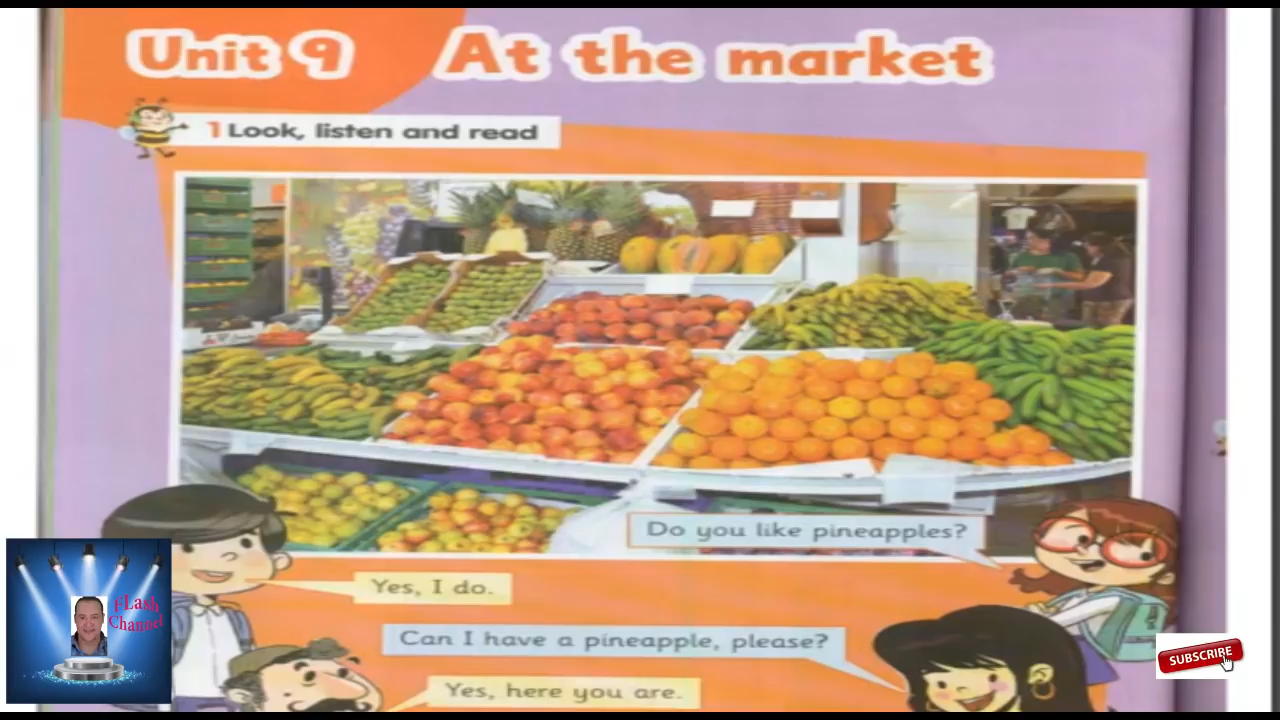 Unit 9 At the market
1 Look, listen and read
Do you like pineapples?
Yes, I do.
Can I have a pineapple, please?
Yes, here you are.
FLash
Channel
SUBSCRIBE